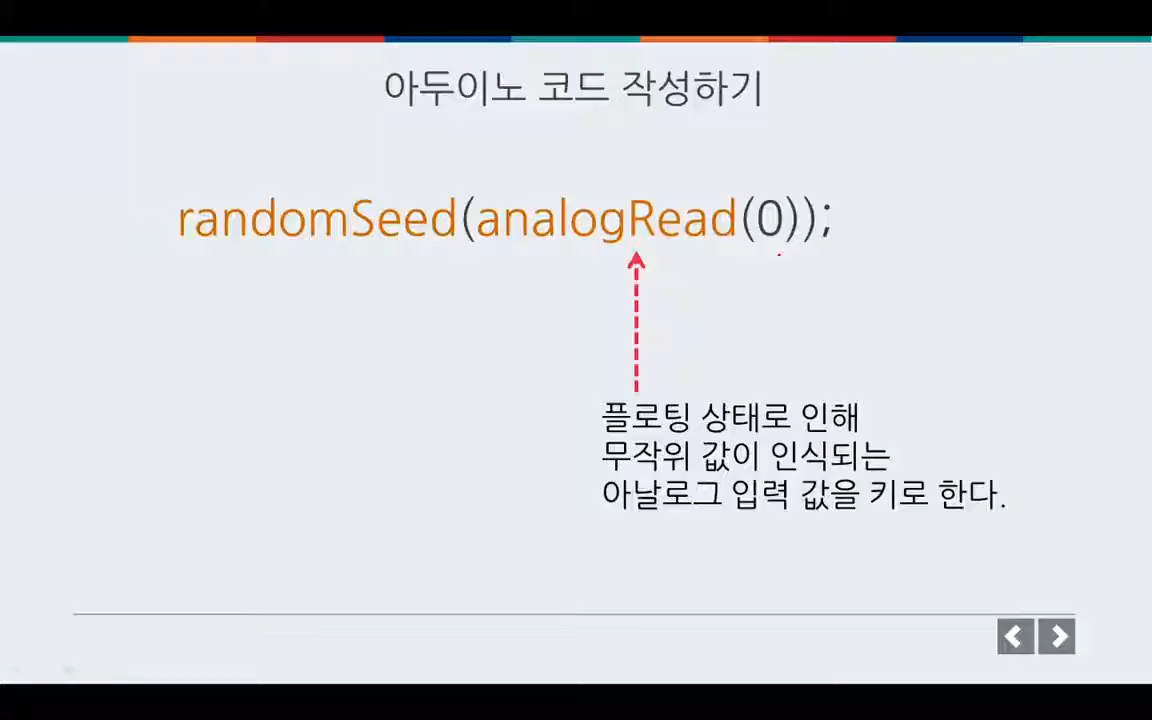 아두이노 코드 작성하기
randomSeed(analogRead(0));
플로팅 상태로 인해
무작위 값이 인식되는
아날로그 입력 값을 키로 한다.